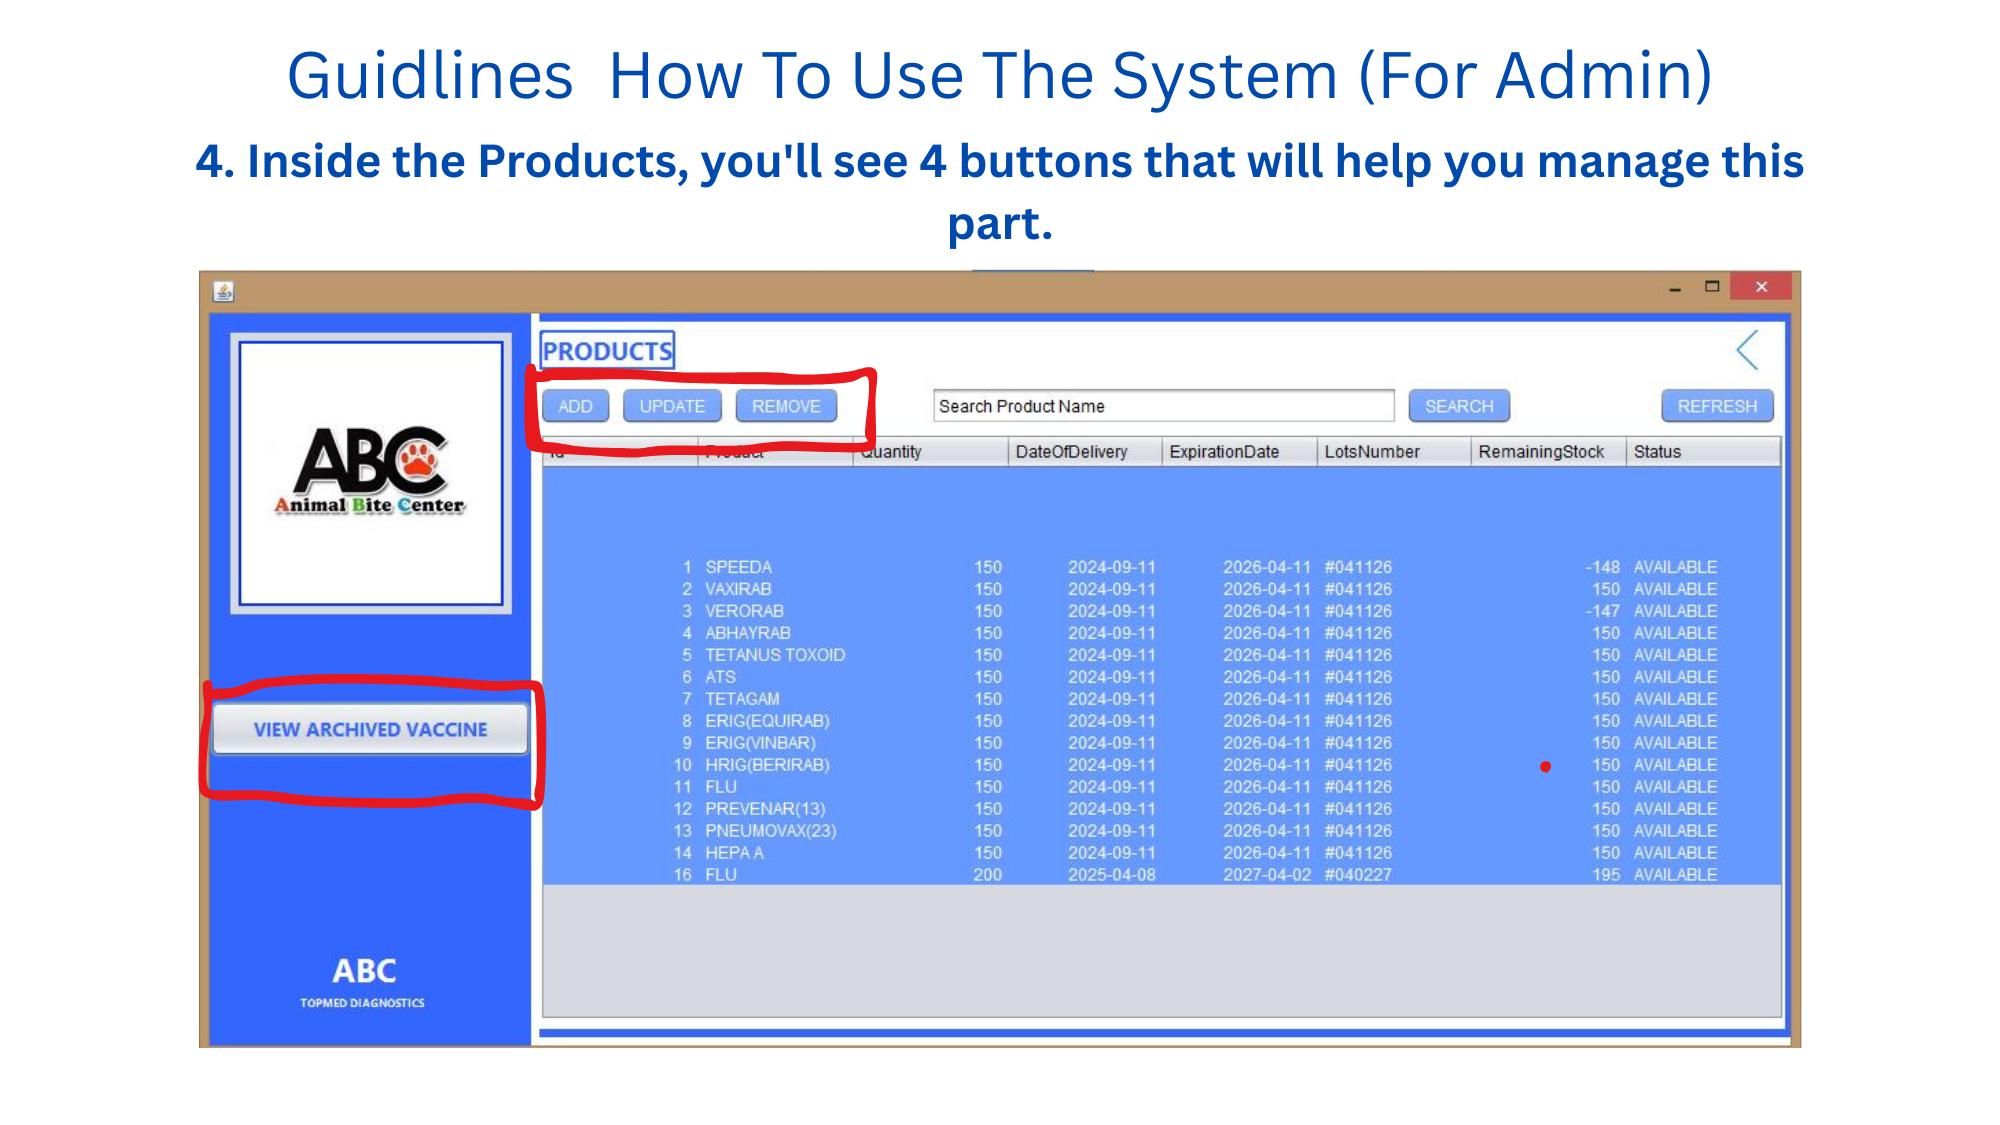 Guidlines  How To Use The System (For Admin)
4. Inside the Products, you'll see 4 buttons that will help you manage this
part.
PRODUCTS
ADD UPDATE REMOVE Search Product Name SEARCH REFRESH
Id Product Quantity DateOfDelivery ExpirationDate LotsNumber RemainingStock Status
ABC
Animal Bite Center
1 SPEEDA 150 2024-09-11 2026-04-11 #041126 -148 AVAILABLE
2 VAXIRAB 150 2024-09-11 2026-04-11 #041126 150 AVAILABLE
3 VERORAB 150 2024-09-11 2026-04-11 #041126 -147 AVAILABLE
4 ABHAYRAB 150 2024-09-11 2026-04-11 #041126 150 AVAILABLE
5 TETANUS TOXOID 150 2024-09-11 2026-04-11 #041126 150 AVAILABLE
6 ATS 150 2024-09-11 2026-04-11 #041126 150 AVAILABLE
7 TETAGAM 150 2024-09-11 2026-04-11 #041126 150 AVAILABLE
8 ERIG(EQUIRAB) 150 2024-09-11 2026-04-11 #041126 150 AVAILABLE
9 ERIG(VINBAR) 150 2024-09-11 2026-04-11 #041126 150 AVAILABLE
10 HRIG(BERIRAB) 150 2024-09-11 2026-04-11 #041126 150 AVAILABLE
11 FLU 150 2024-09-11 2026-04-11 #041126 150 AVAILABLE
12 PREVENAR(13) 150 2024-09-11 2026-04-11 #041126 150 AVAILABLE
13 PNEUMOVAX(23) 150 2024-09-11 2026-04-11 #041126 150 AVAILABLE
14 HEPA A 150 2024-09-11 2026-04-11 #041126 150 AVAILABLE
16 FLU 200 2025-04-08 2027-04-02 #040227 195 AVAILABLE
VIEW ARCHIVED VACCINE
ABC
TOPMED DIAGNOSTICS